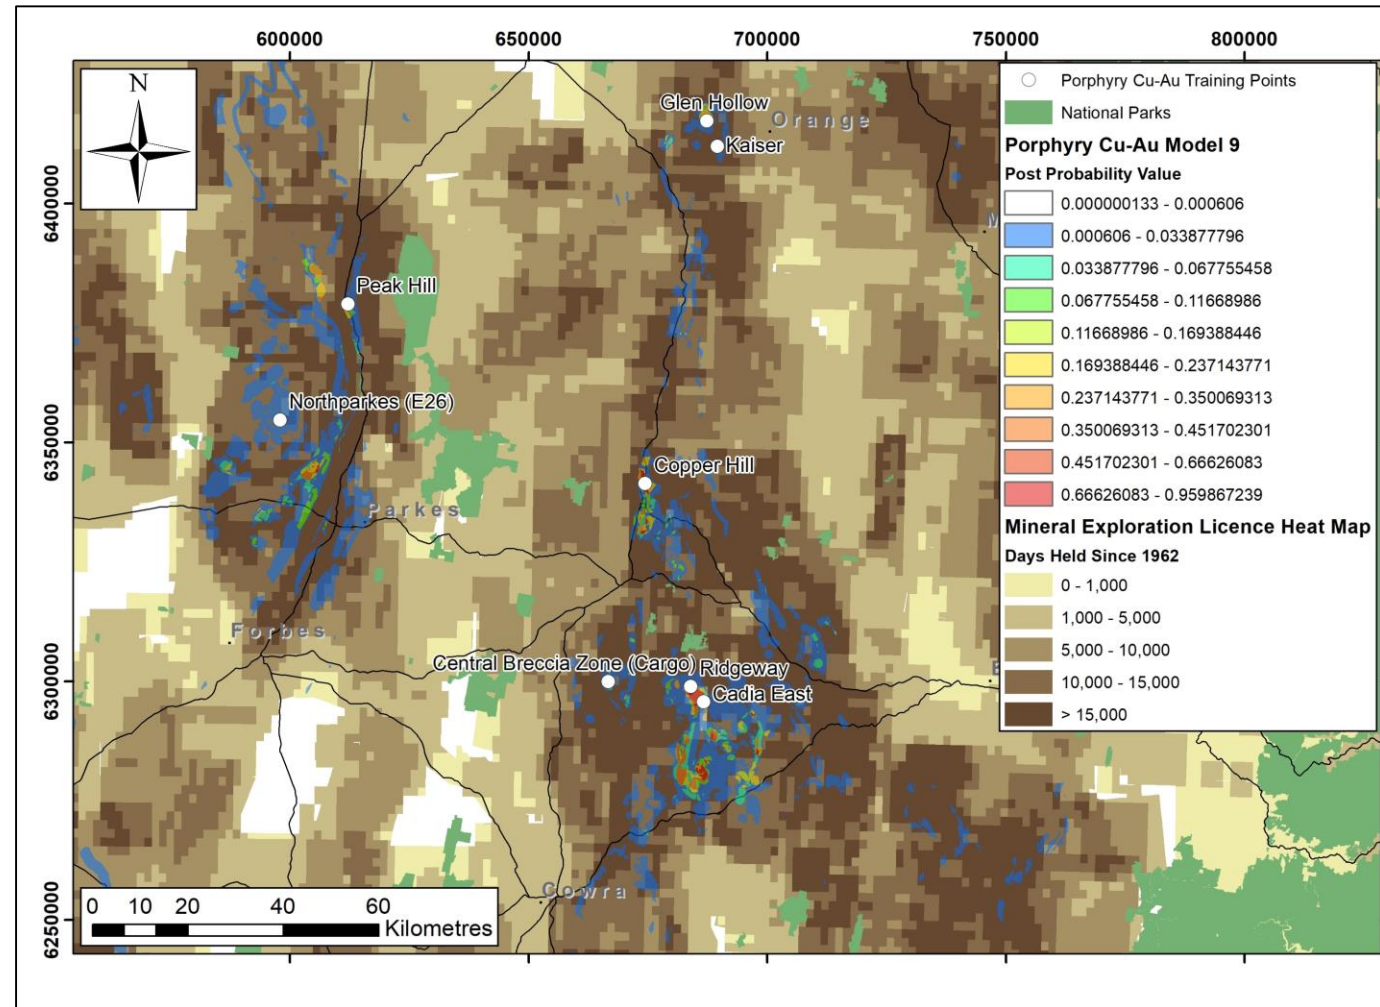 600000 650000 700000 750000 800000
N
6400000
6350000
6300000
6250000
Glen Hollow
Orange
Kaiser
Peak Hill
Northparkes (E26)
Copper Hill
Parkes
Forbes
Central Breccia Zone (Cargo)
Ridgeway
Cadia East
Cowra
0 10 20 40 60
Kilometres
Porphyry Cu-Au Training Points
National Parks
Porphyry Cu-Au Model 9
Post Probability Value
0.000000133 - 0.000606
0.000606 - 0.033877796
0.033877796 - 0.067755458
0.067755458 - 0.11668986
0.11668986 - 0.169388446
0.169388446 - 0.237143771
0.237143771 - 0.350069313
0.350069313 - 0.451702301
0.451702301 - 0.66626083
0.66626083 - 0.959867239
Mineral Exploration Licence Heat Map
Days Held Since 1962
0 - 1,000
1,000 - 5,000
5,000 - 10,000
10,000 - 15,000
> 15,000